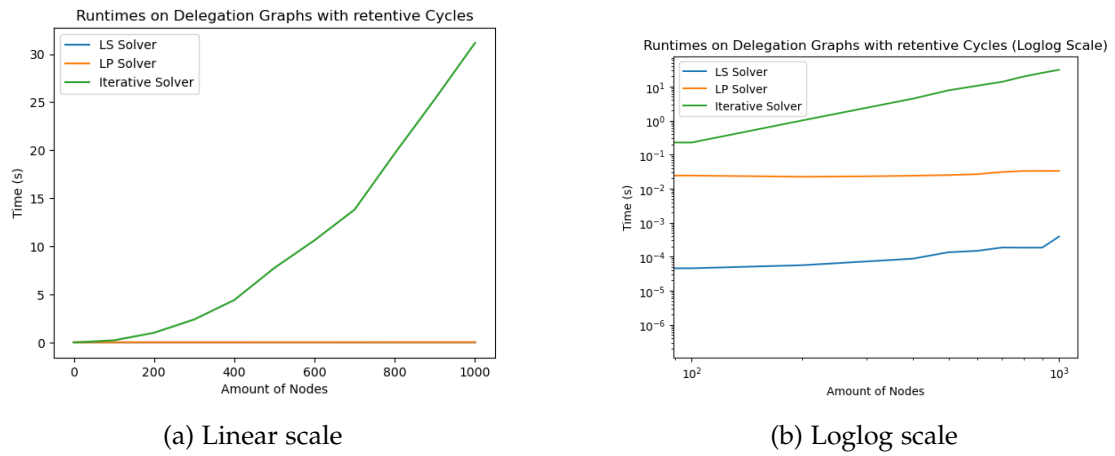 Runtimes on Delegation Graphs with retentive Cycles
LS Solver
LP Solver
Iterative Solver
Time (s)
30
25
20
15
10
5
0
0 200 400 600 800 1000
Amount of Nodes
(a) Linear scale
Runtimes on Delegation Graphs with retentive Cycles (Loglog Scale)
LS Solver
LP Solver
Iterative Solver
Time (s)
10¹
10⁰
10⁻¹
10⁻²
10⁻³
10⁻⁴
10⁻⁵
10⁻⁶
10² 10³
Amount of Nodes
(b) Loglog scale